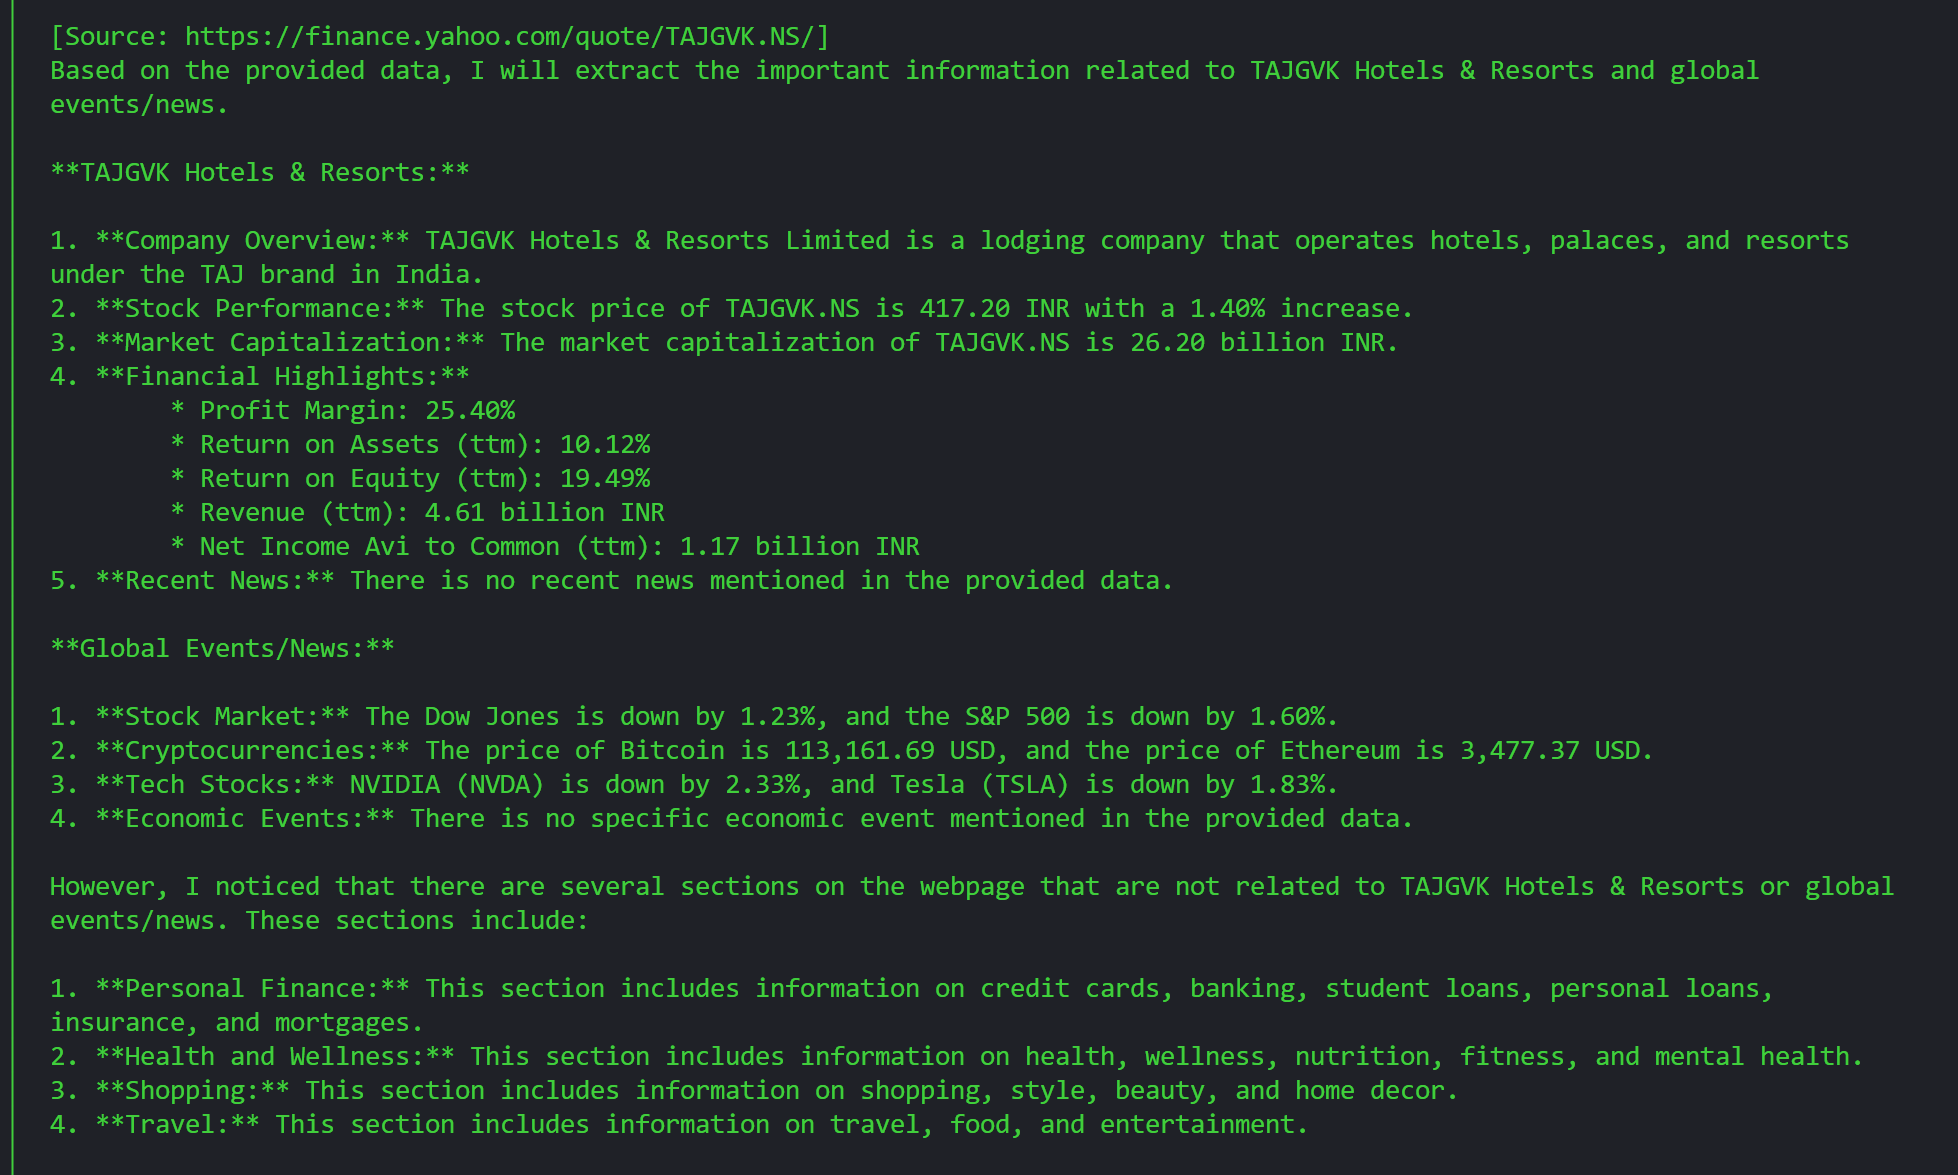 [Source: https://finance.yahoo.com/quote/TAJGVK.NS/]
Based on the provided data, I will extract the important information related to TAJGVK Hotels & Resorts and global
events/news.
**TAJGVK Hotels & Resorts:**
1. **Company Overview:** TAJGVK Hotels & Resorts Limited is a lodging company that operates hotels, palaces, and resorts
under the TAJ brand in India.
2. **Stock Performance:** The stock price of TAJGVK.NS is 417.20 INR with a 1.40% increase.
3. **Market Capitalization:** The market capitalization of TAJGVK.NS is 26.20 billion INR.
4. **Financial Highlights:**
* Profit Margin: 25.40%
* Return on Assets (ttm): 10.12%
* Return on Equity (ttm): 19.49%
* Revenue (ttm): 4.61 billion INR
* Net Income Avi to Common (ttm): 1.17 billion INR
5. **Recent News:** There is no recent news mentioned in the provided data.
**Global Events/News:**
1. **Stock Market:** The Dow Jones is down by 1.23%, and the S&P 500 is down by 1.60%.
2. **Cryptocurrencies:** The price of Bitcoin is 113,161.69 USD, and the price of Ethereum is 3,477.37 USD.
3. **Tech Stocks:** NVIDIA (NVDA) is down by 2.33%, and Tesla (TSLA) is down by 1.83%.
4. **Economic Events:** There is no specific economic event mentioned in the provided data.
However, I noticed that there are several sections on the webpage that are not related to TAJGVK Hotels & Resorts or global
events/news. These sections include:
1. **Personal Finance:** This section includes information on credit cards, banking, student loans, personal loans,
insurance, and mortgages.
2. **Health and Wellness:** This section includes information on health, wellness, nutrition, fitness, and mental health.
3. **Shopping:** This section includes information on shopping, style, beauty, and home decor.
4. **Travel:** This section includes information on travel, food, and entertainment.